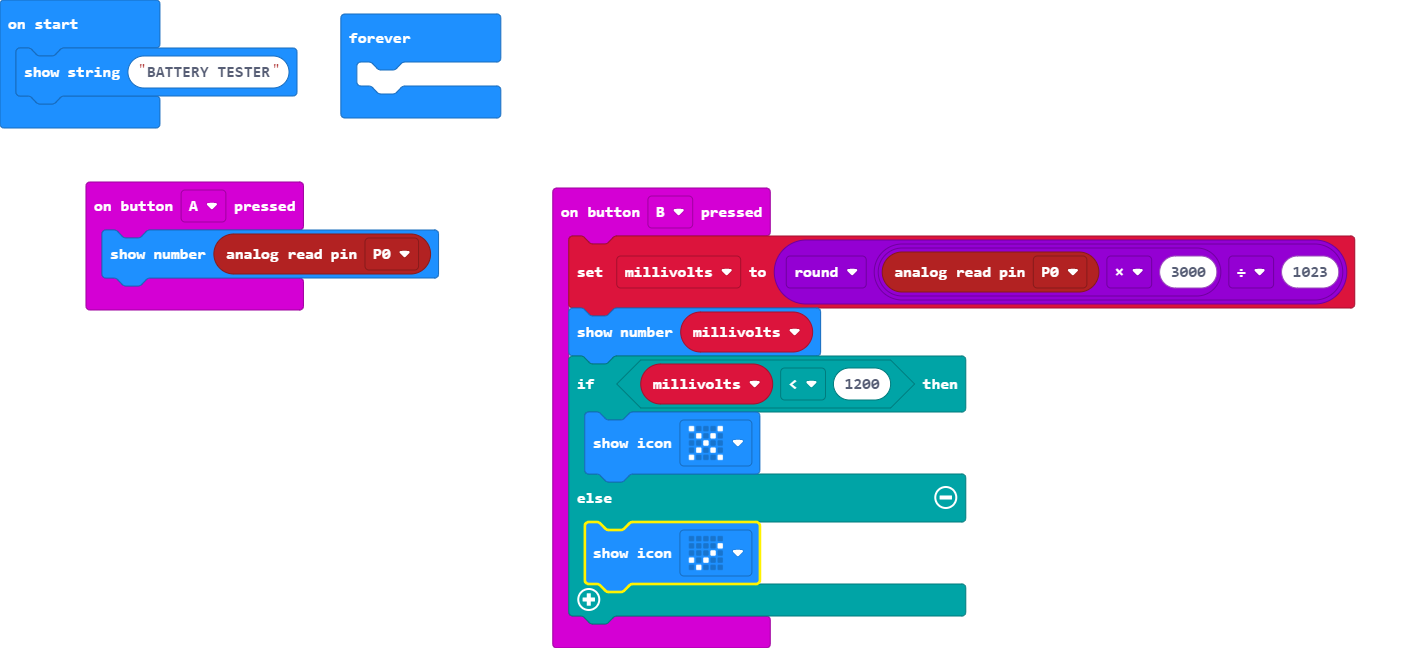 on start
show string "BATTERY TESTER"
forever
on button A pressed
show number analog read pin P0
on button B pressed
set millivolts to round analog read pin P0 × 3000 ÷ 1023
show number millivolts
if millivolts < 1200 then
show icon
else
show icon